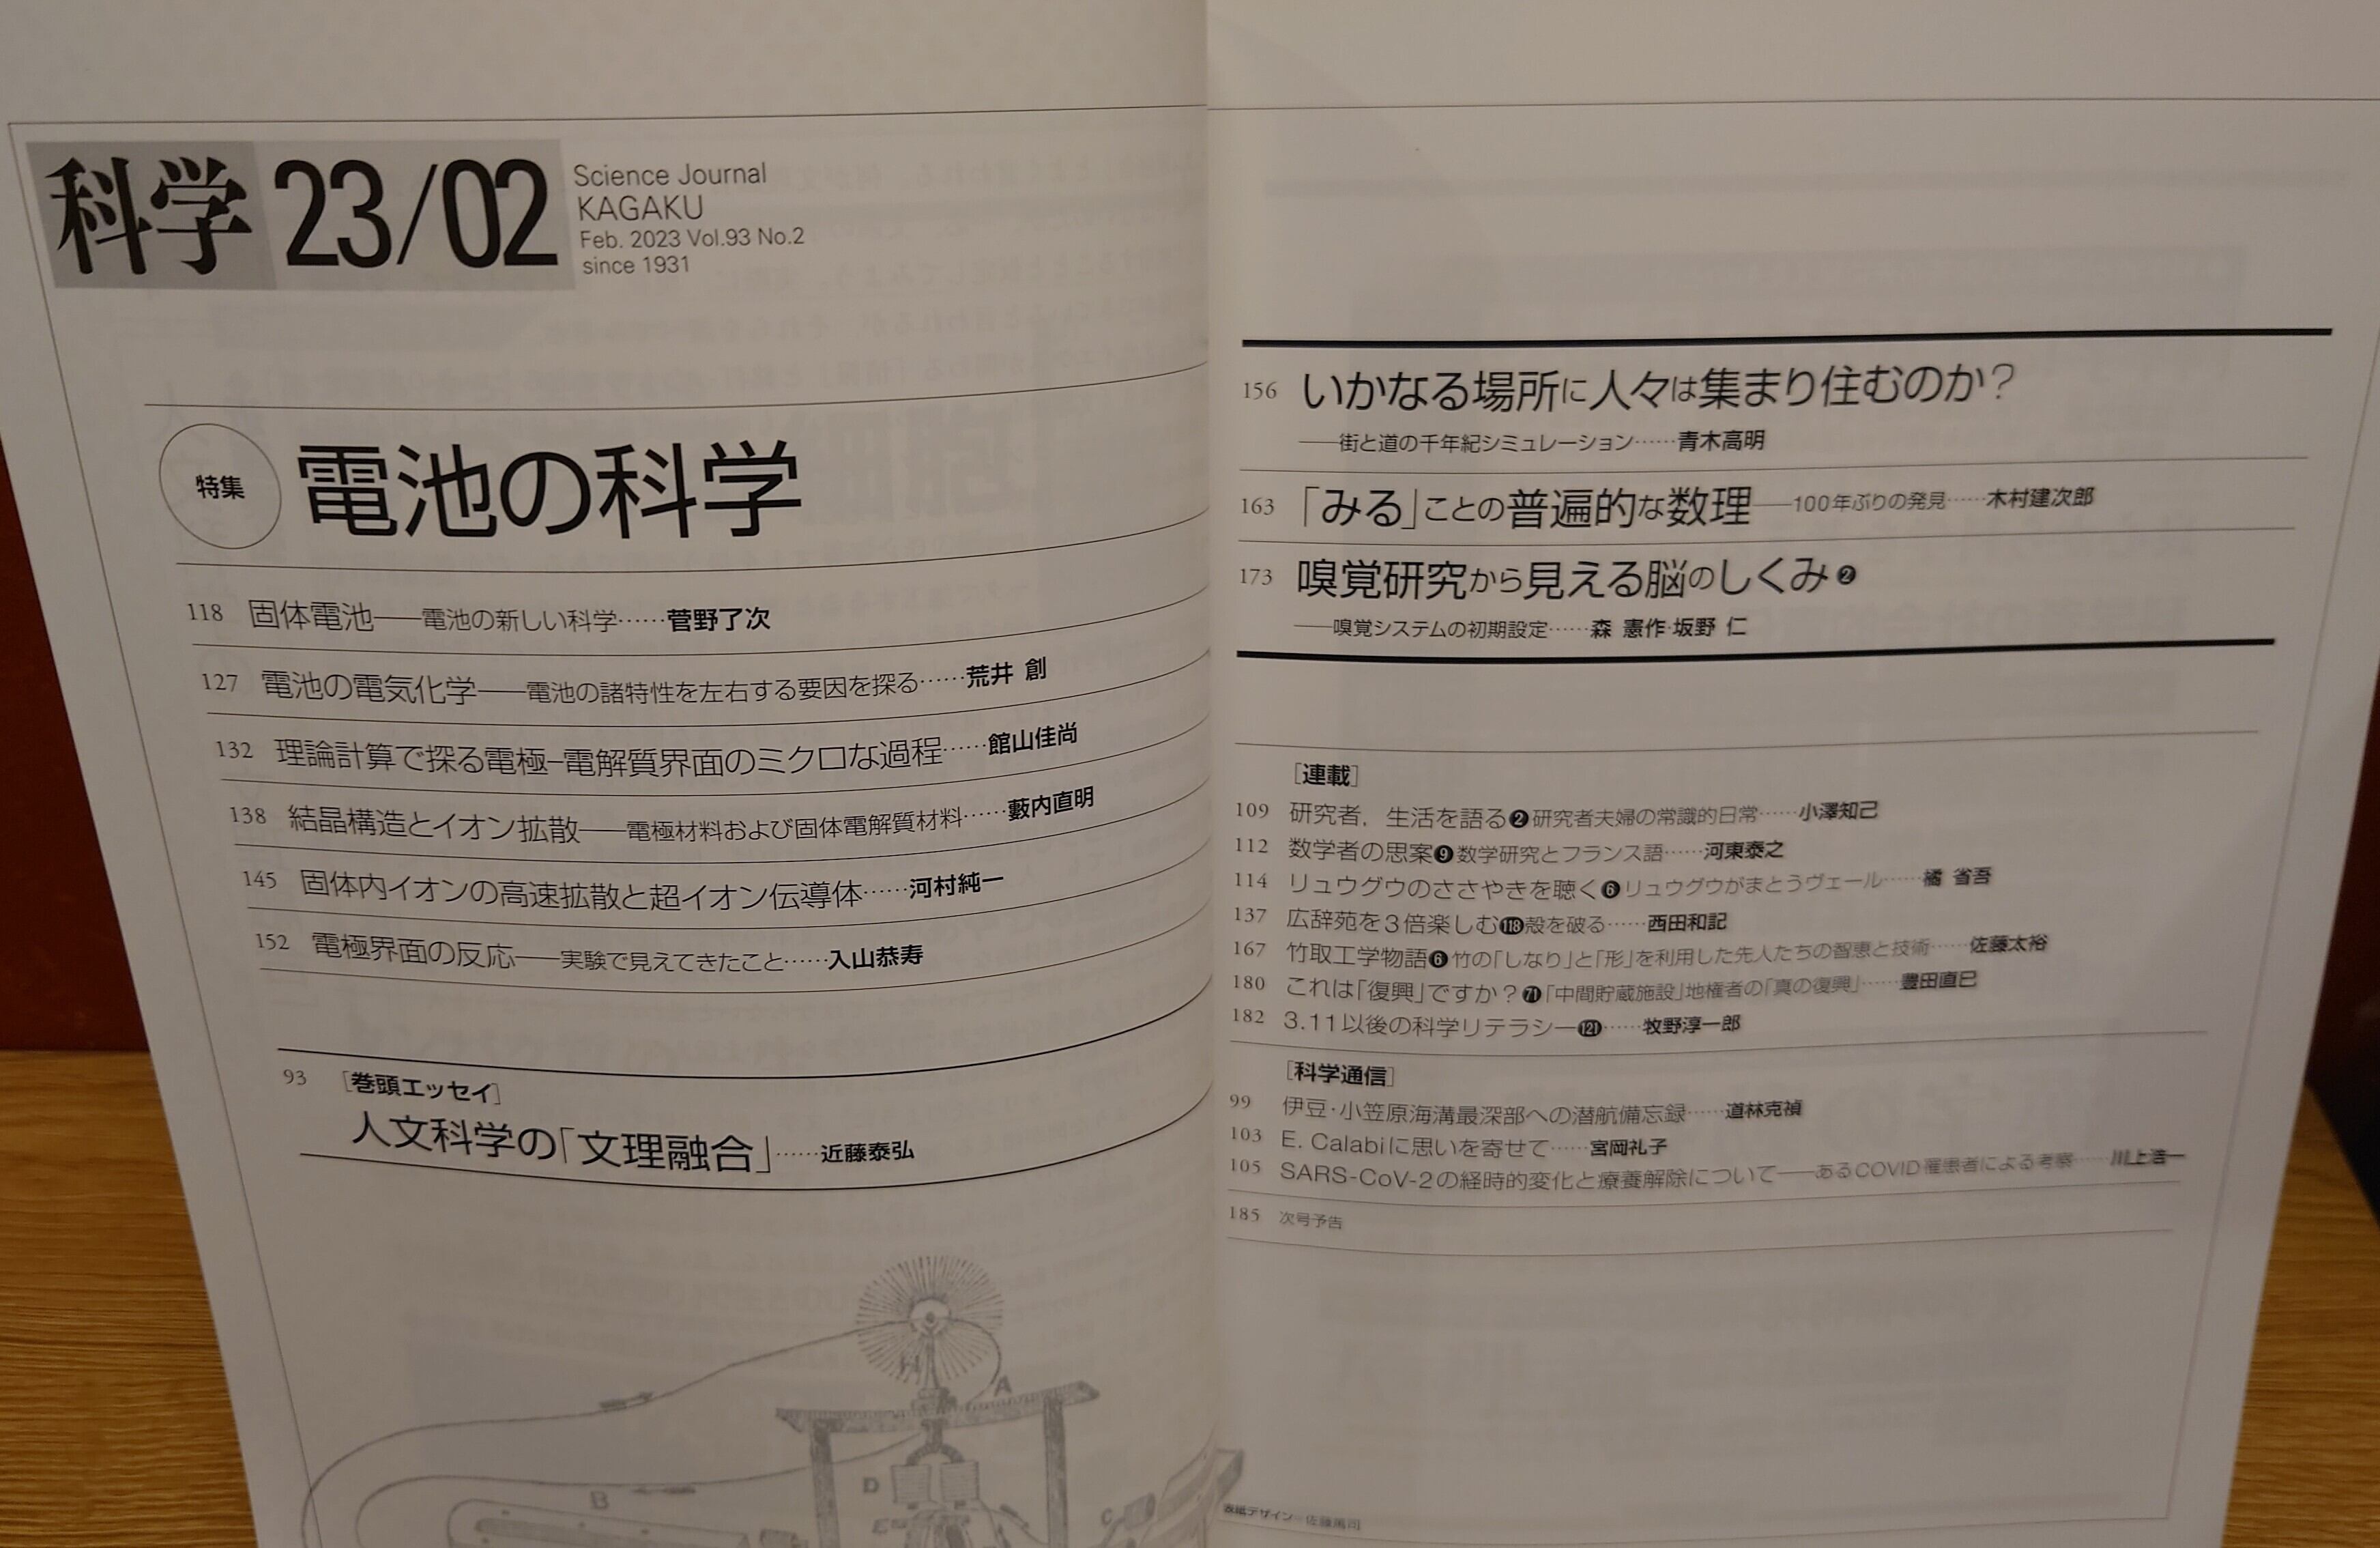 科学 23/02
Science Journal
KAGAKU
Feb. 2023 Vol.93 No.2
since 1931
特集
電池の科学
118 固体電池――電池の新しい科学……菅野了次
127 電池の電気化学――電池の諸特性を左右する要因を探る……荒井 創
132 理論計算で探る電極−電解質界面のミクロな過程……館山佳尚
138 結晶構造とイオン拡散――電極材料および固体電解質材料……藪内直明
145 固体内イオンの高速拡散と超イオン伝導体……河村純一
152 電極界面の反応――実験で見えてきたこと……入山恭寿
93 [巻頭エッセイ]
人文科学の「文理融合」……近藤泰弘
H
A
B
D
E
C
156 いかなる場所に人々は集まり住むのか?
――街と道の千年紀シミュレーション……青木高明
163 「みる」ことの普遍的な数理――100年ぶりの発見……木村建次郎
173 嗅覚研究から見える脳のしくみ❷
――嗅覚システムの初期設定……森 憲作・坂野 仁
[連載]
109 研究者,生活を語る❷研究者夫婦の常識的日常……小澤知己
112 数学者の思案❾数学研究とフランス語……河東泰之
114 リュウグウのささやきを聴く❻リュウグウがまとうヴェール……橘 省吾
137 広辞苑を3倍楽しむ118殻を破る……西田和記
167 竹取工学物語❻竹の「しなり」と「形」を利用した先人たちの智恵と技術……佐藤太裕
180 これは「復興」ですか?71「中間貯蔵施設」地権者の「真の復興」……豊田直巳
182 3.11以後の科学リテラシー121……牧野淳一郎
[科学通信]
99 伊豆・小笠原海溝最深部への潜航備忘録……道林克禎
103 E. Calabiに思いを寄せて……宮岡礼子
105 SARS-CoV-2の経時的変化と療養解除について――あるCOVID罹患者による考察……川上浩一
185 次号予告
表紙デザイン=佐藤篤司